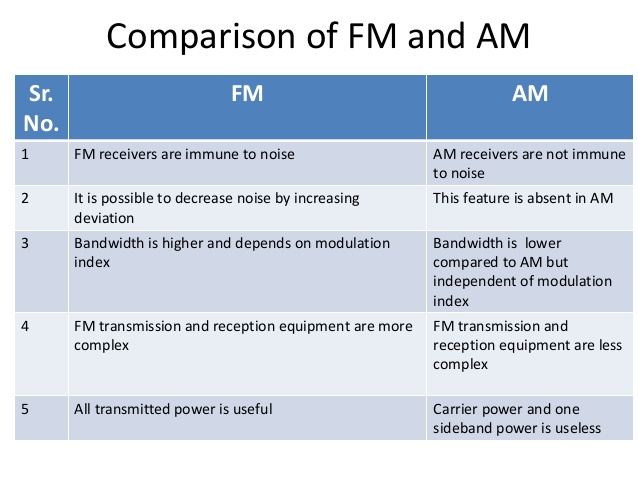 Comparison of FM and AM
Sr.
No.
FM
AM
1
FM receivers are immune to noise
AM receivers are not immune
to noise
2
It is possible to decrease noise by increasing
deviation
This feature is absent in AM
3
Bandwidth is higher and depends on modulation
index
Bandwidth is lower
compared to AM but
independent of modulation
index
4
FM transmission and reception equipment are more
complex
FM transmission and
reception equipment are less
complex
5
All transmitted power is useful
Carrier power and one
sideband power is useless